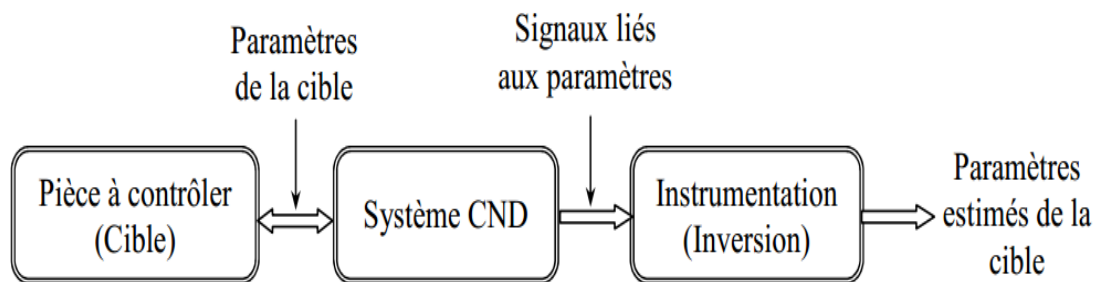 Paramètres
de la cible
Signaux liés
aux paramètres
Pièce à contrôler
(Cible)
Système CND
Instrumentation
(Inversion)
Paramètres
estimés de la
cible